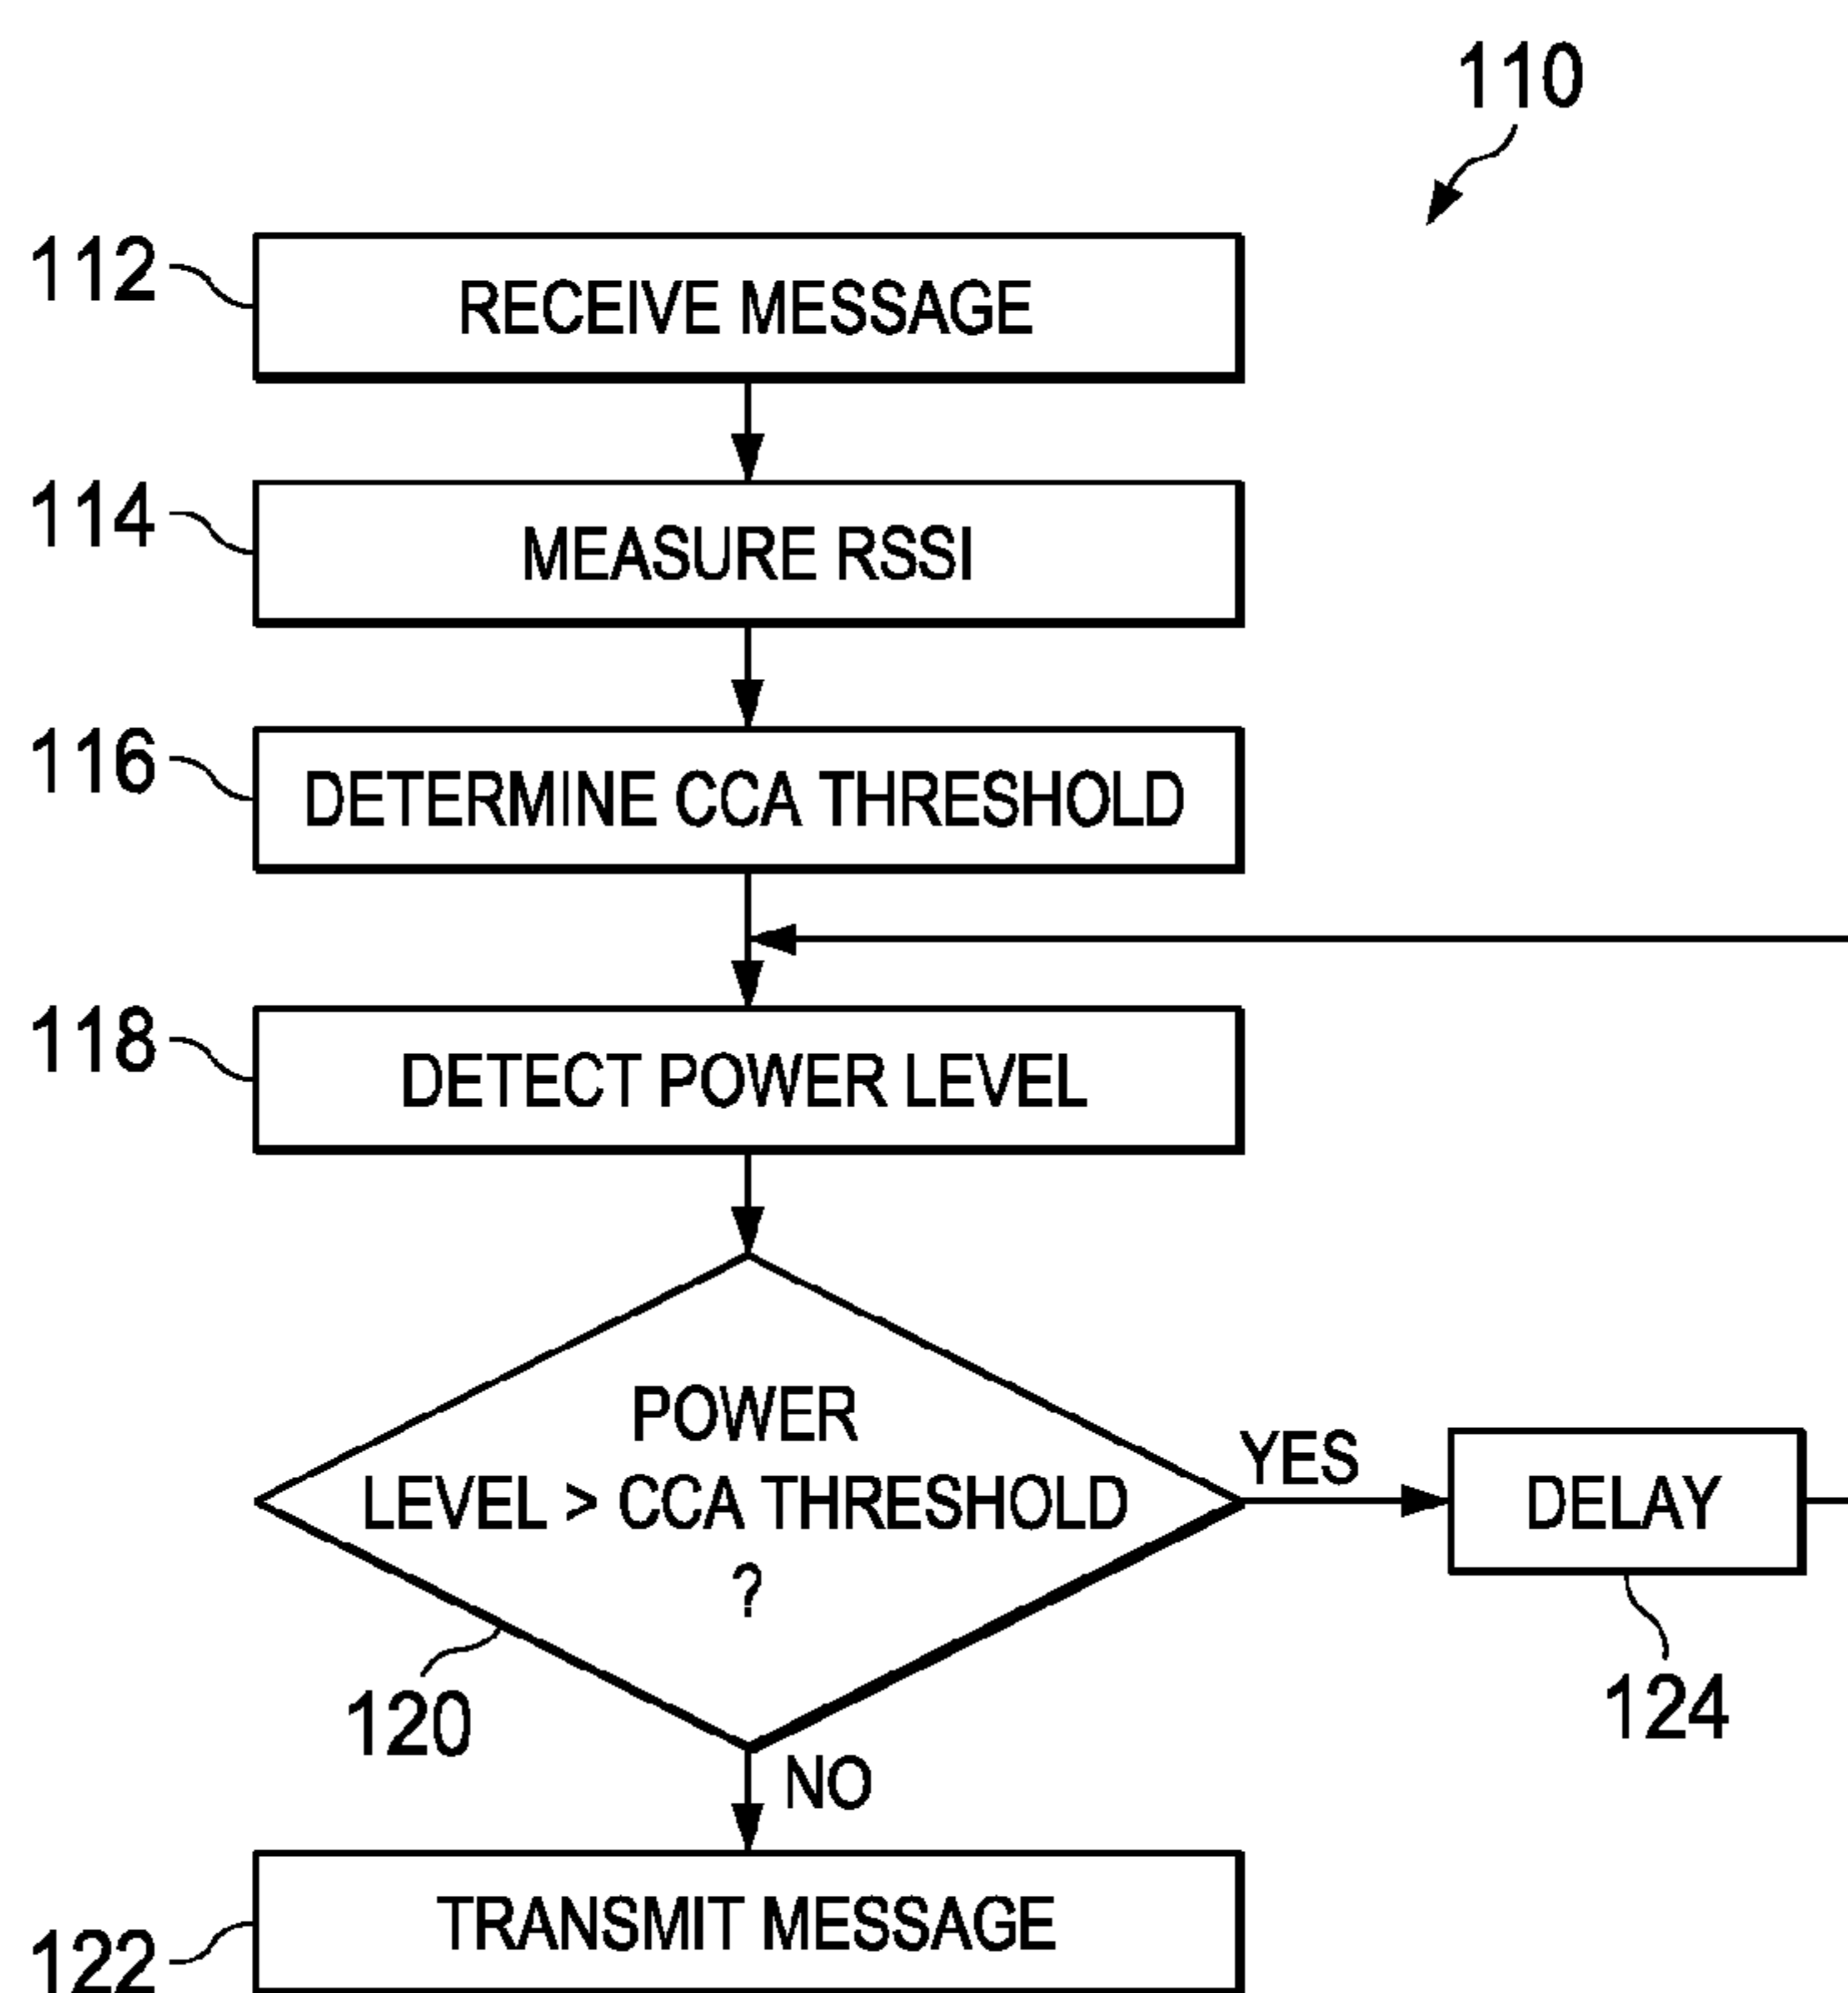 110
112
RECEIVE MESSAGE
114
MEASURE RSSI
116
DETERMINE CCA THRESHOLD
118
DETECT POWER LEVEL
POWER
LEVEL > CCA THRESHOLD
?
YES
DELAY
120
124
NO
TRANSMIT MESSAGE
122